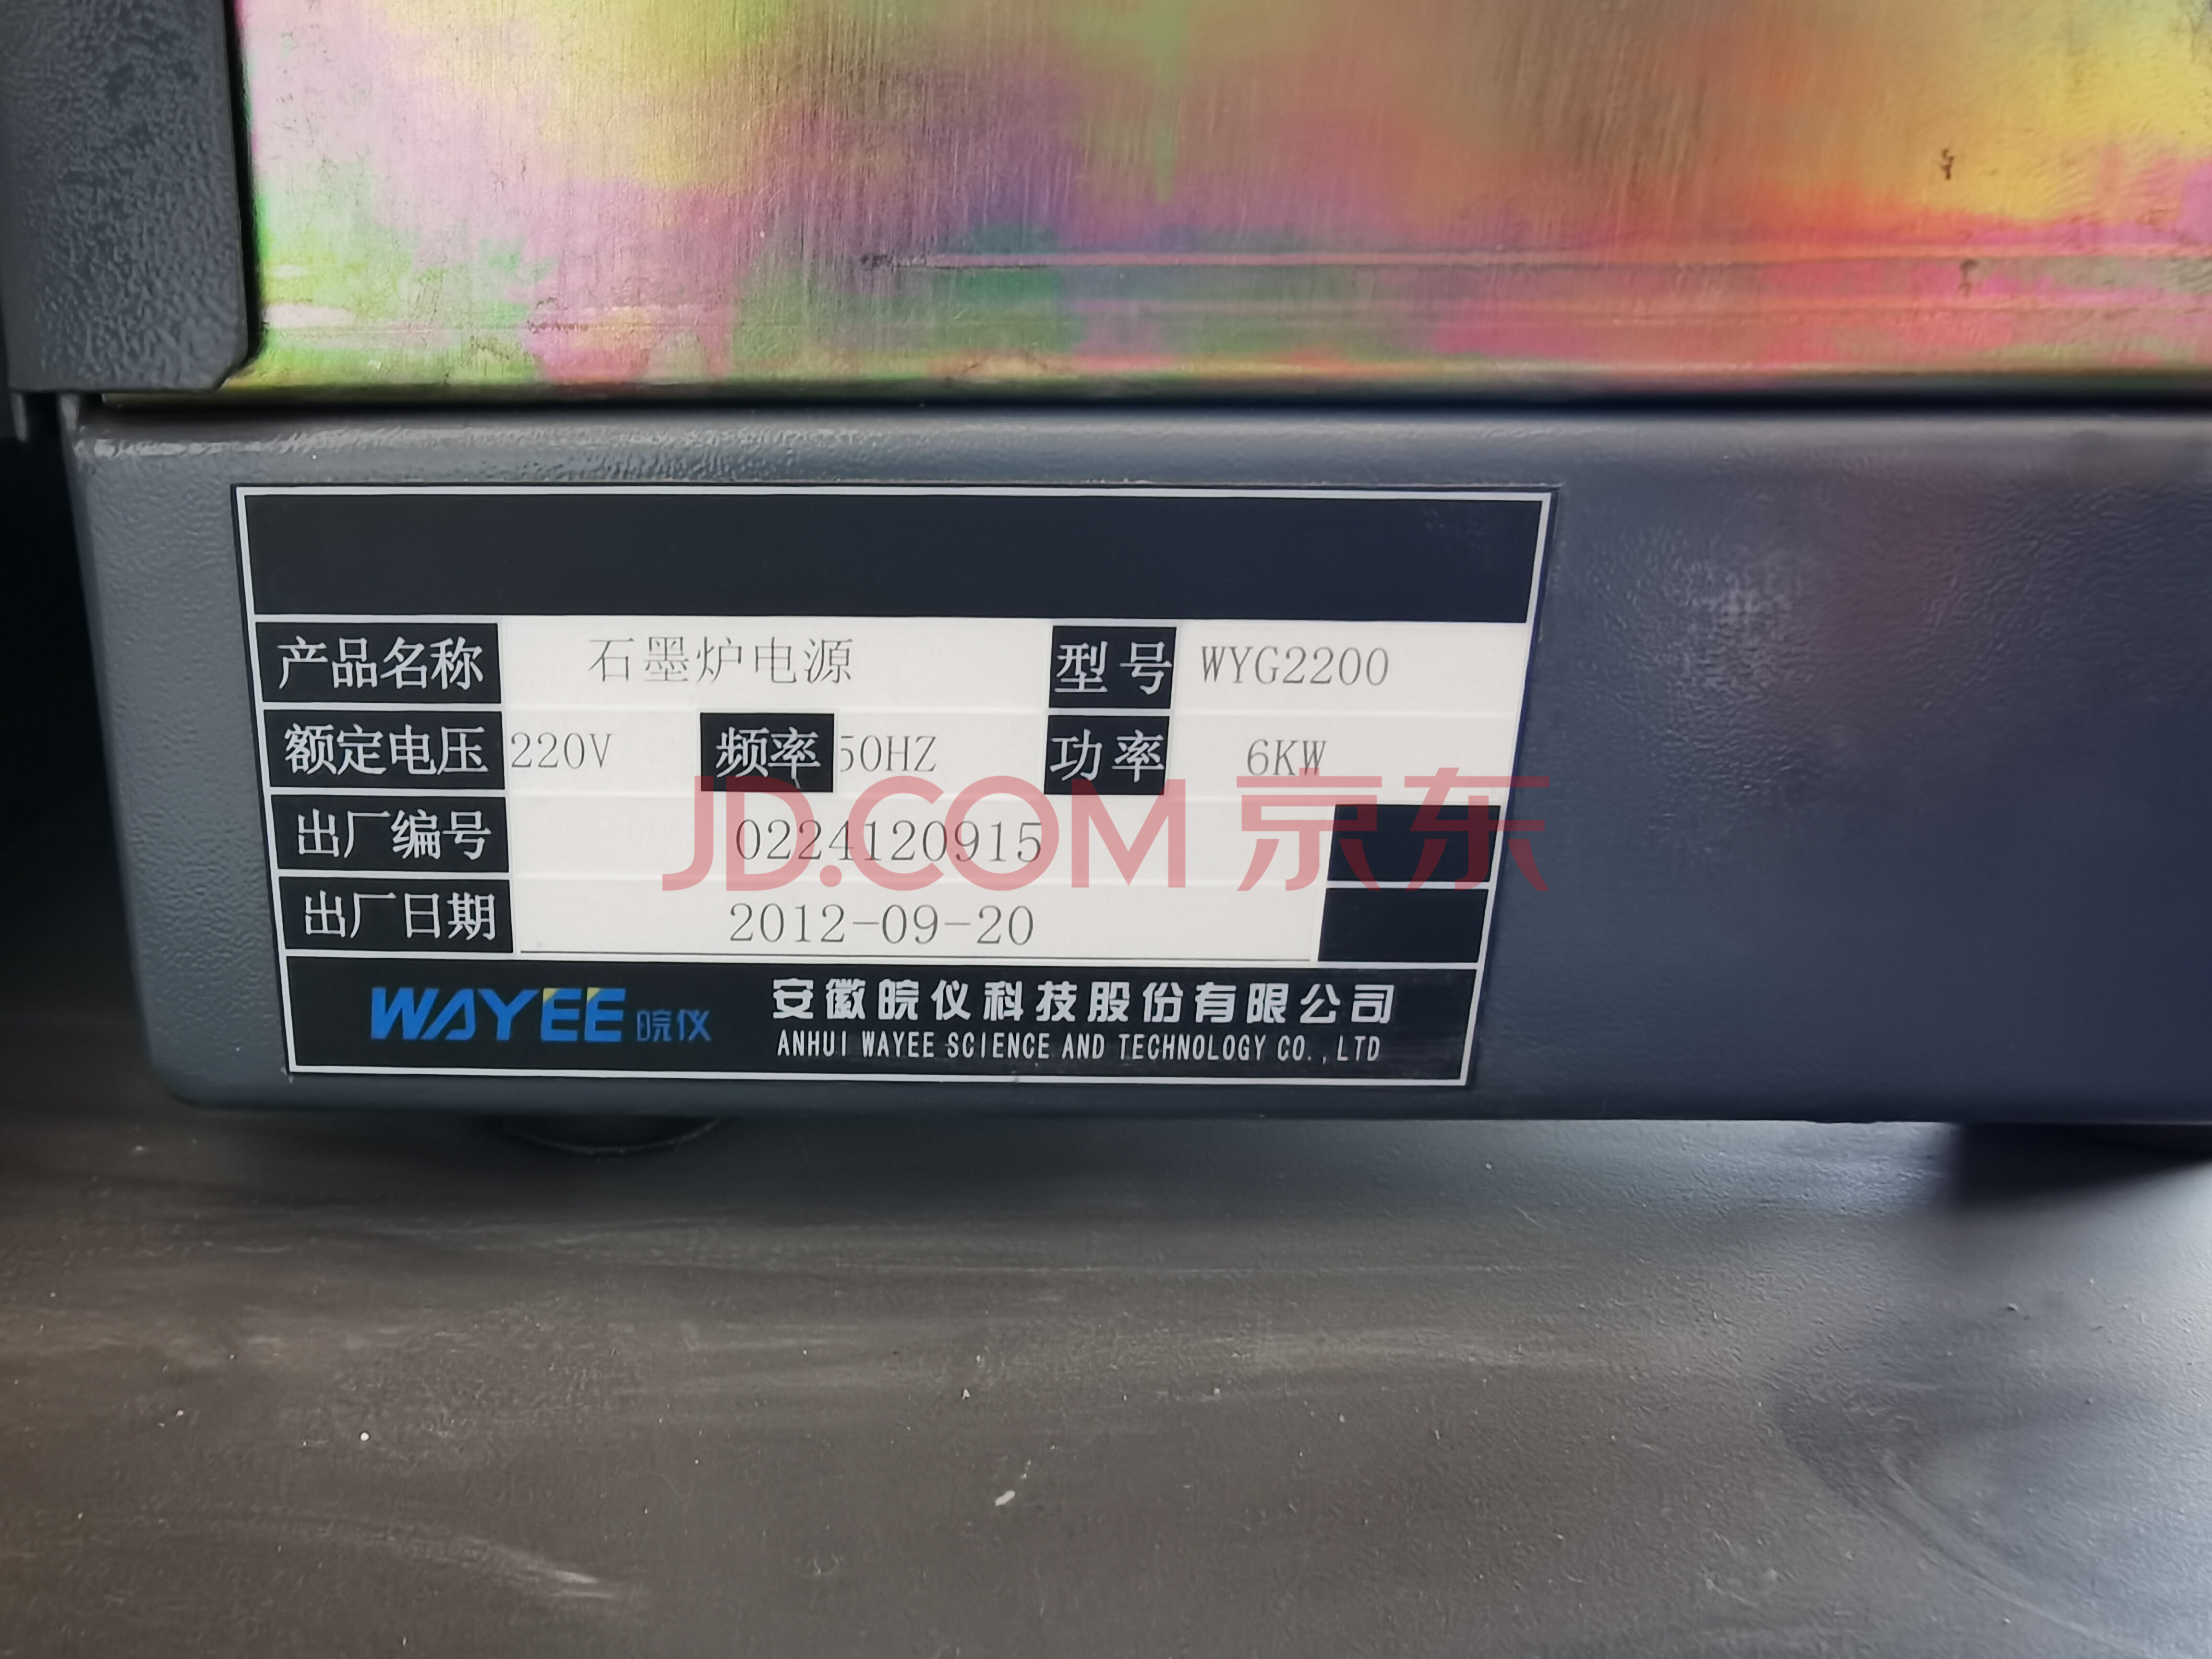 产品名称 石墨炉电源 型号 WYG2200
额定电压 220V 频率 50HZ 功率 6KW
出厂编号 0224120915
出厂日期 2012-09-20
WAYEE 皖仪 安徽皖仪科技股份有限公司
ANHUI WAYEE SCIENCE AND TECHNOLOGY CO.,LTD
JD.COM 京东